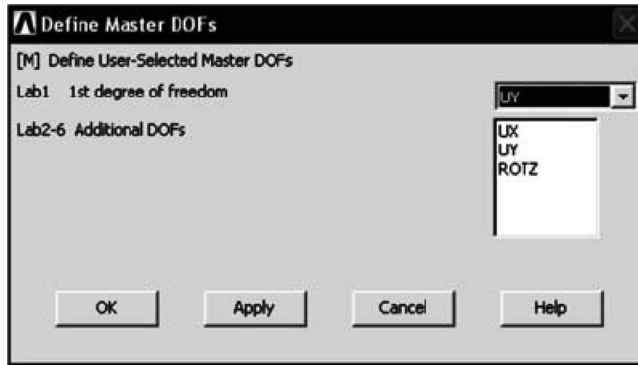 Define Master DOFs
[M] Define User-Selected Master DOFs
Lab1 1st degree of freedom
UY
Lab2-6 Additional DOFs
UX
UY
ROTZ
OK Apply Cancel Help